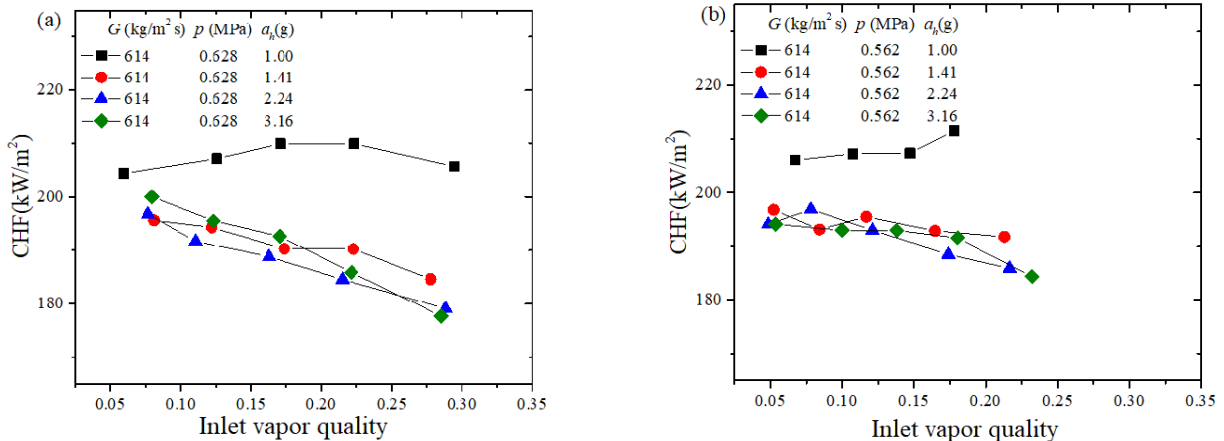 (a)
G (kg/m² s) p (MPa) aₕ(g)
614 0.628 1.00
614 0.628 1.41
614 0.628 2.24
614 0.628 3.16
220
200
180
CHF(kW/m²)
0.05 0.10 0.15 0.20 0.25 0.30 0.35
Inlet vapor quality
(b)
G (kg/m² s) p (MPa) aₕ(g)
614 0.562 1.00
614 0.562 1.41
614 0.562 2.24
614 0.562 3.16
220
200
180
CHF(kW/m²)
0.05 0.10 0.15 0.20 0.25 0.30 0.35
Inlet vapor quality